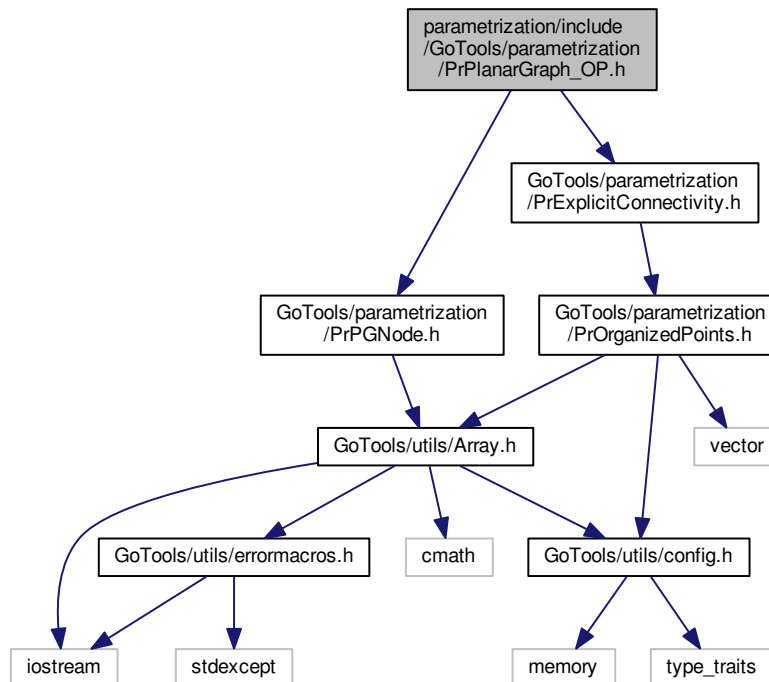 parametrization/include
/GoTools/parametrization
/PrPlanarGraph_OP.h
GoTools/parametrization
/PrExplicitConnectivity.h
GoTools/parametrization
/PrPGNode.h
GoTools/parametrization
/PrOrganizedPoints.h
GoTools/utils/Array.h
vector
GoTools/utils/errormacros.h
cmath
GoTools/utils/config.h
iostream
stdexcept
memory
type_traits